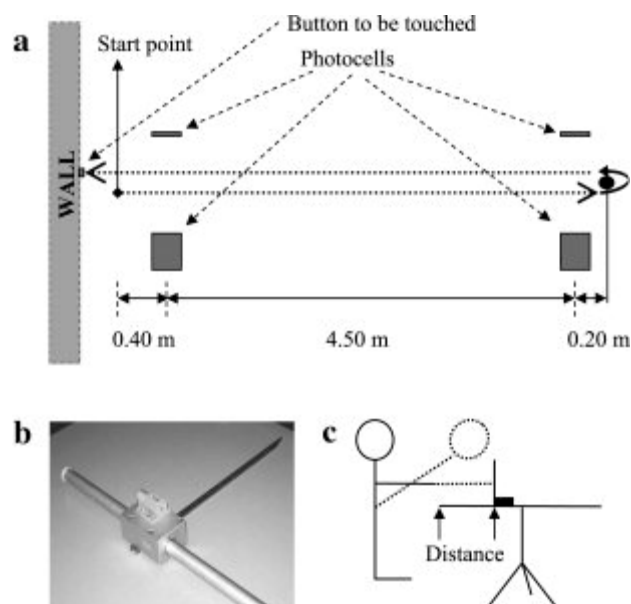 a
Button to be touched
Start point
Photocells
WALL
0.40 m
4.50 m
0.20 m
b
c
Distance